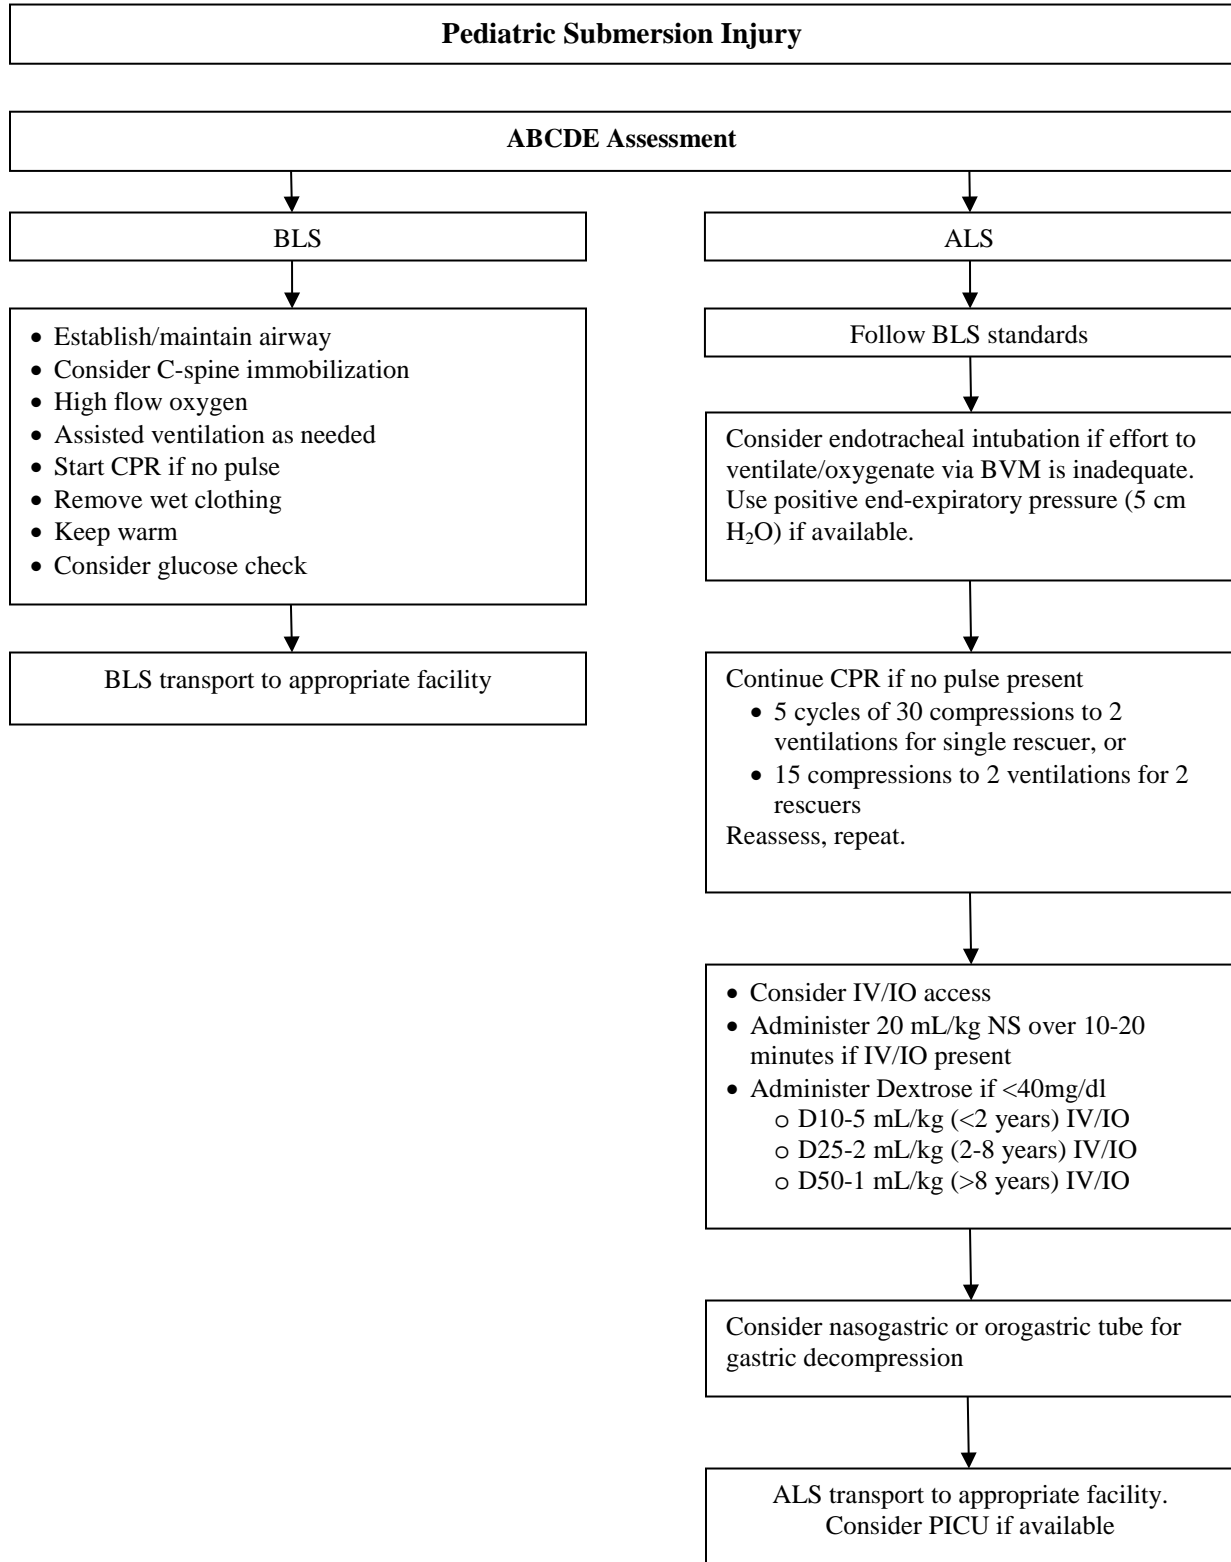 Pediatric Submersion Injury
ABCDE Assessment
BLS
• Establish/maintain airway
• Consider C-spine immobilization
• High flow oxygen
• Assisted ventilation as needed
• Start CPR if no pulse
• Remove wet clothing
• Keep warm
• Consider glucose check
BLS transport to appropriate facility
ALS
Follow BLS standards
Consider endotracheal intubation if effort to
ventilate/oxygenate via BVM is inadequate.
Use positive end-expiratory pressure (5 cm
H₂O) if available.
Continue CPR if no pulse present
• 5 cycles of 30 compressions to 2
ventilations for single rescuer, or
• 15 compressions to 2 ventilations for 2
rescuers
Reassess, repeat.
• Consider IV/IO access
• Administer 20 mL/kg NS over 10-20
minutes if IV/IO present
• Administer Dextrose if <40mg/dl
o D10-5 mL/kg (<2 years) IV/IO
o D25-2 mL/kg (2-8 years) IV/IO
o D50-1 mL/kg (>8 years) IV/IO
Consider nasogastric or orogastric tube for
gastric decompression
ALS transport to appropriate facility.
Consider PICU if available